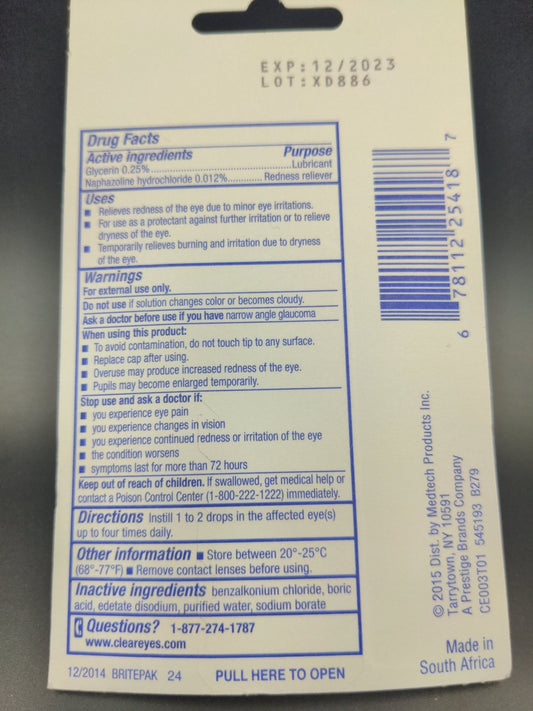 EXP:12/2023
LOT:XD886
Drug Facts
Active ingredients Purpose
Glycerin 0.25%..........................................Lubricant
Naphazoline hydrochloride 0.012%............ Redness reliever
Uses
■ Relieves redness of the eye due to minor eye irritations.
■ For use as a protectant against further irritation or to relieve
dryness of the eye.
■ Temporarily relieves burning and irritation due to dryness
of the eye.
Warnings
For external use only.
Do not use if solution changes color or becomes cloudy.
Ask a doctor before use if you have narrow angle glaucoma
When using this product:
■ To avoid contamination, do not touch tip to any surface.
■ Replace cap after using.
■ Overuse may produce increased redness of the eye.
■ Pupils may become enlarged temporarily.
Stop use and ask a doctor if:
■ you experience eye pain
■ you experience changes in vision
■ you experience continued redness or irritation of the eye
■ the condition worsens
■ symptoms last for more than 72 hours
Keep out of reach of children. If swallowed, get medical help or
contact a Poison Control Center (1-800-222-1222) immediately.
Directions Instill 1 to 2 drops in the affected eye(s)
up to four times daily.
Other information ■ Store between 20°-25°C
(68°-77°F) ■ Remove contact lenses before using.
Inactive ingredients benzalkonium chloride, boric
acid, edetate disodium, purified water, sodium borate
Questions? 1-877-274-1787
www.cleareyes.com
12/2014 BRITEPAK 24 PULL HERE TO OPEN
6 78112 25418 7
© 2015 Dist. by Medtech Products Inc.
Tarrytown, NY 10591
A Prestige Brands Company
CE003T01 545193 B279
Made in
South Africa